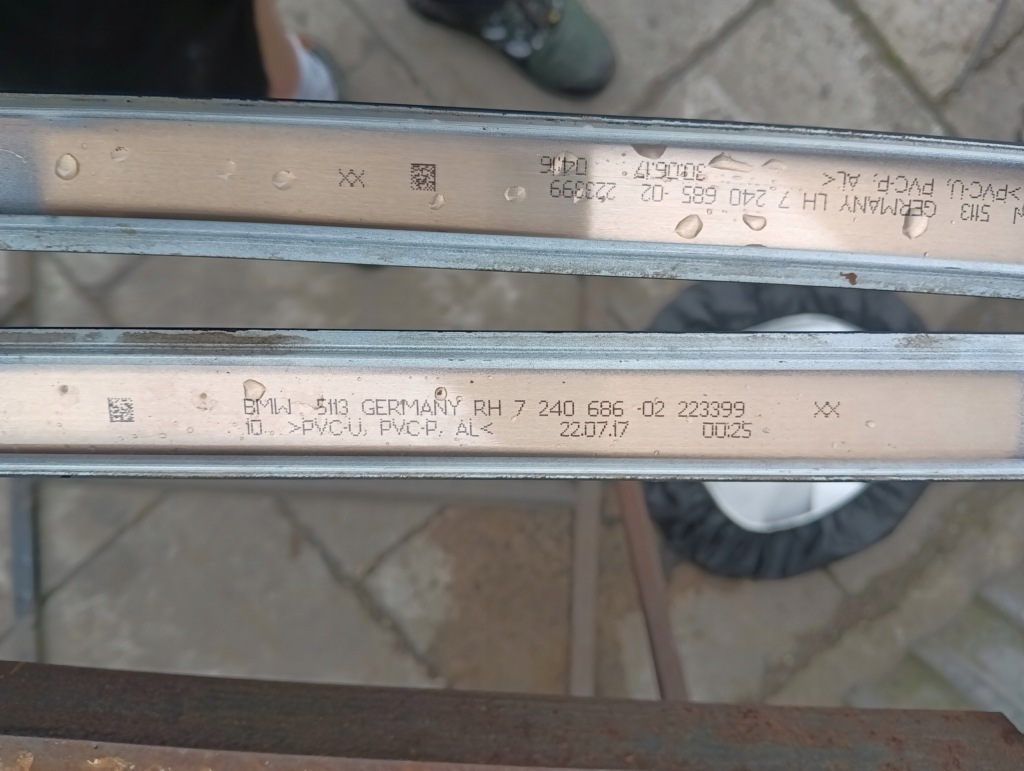 5113 GERMANY LH 7 240 685 -02 223399
>PVC-U, PVC-P, AL< 30.06.17 04:16
XX
BMW 5113 GERMANY RH 7 240 686 -02 223399
XX
10 >PVC-U, PVC-P, AL< 22.07.17 00:25